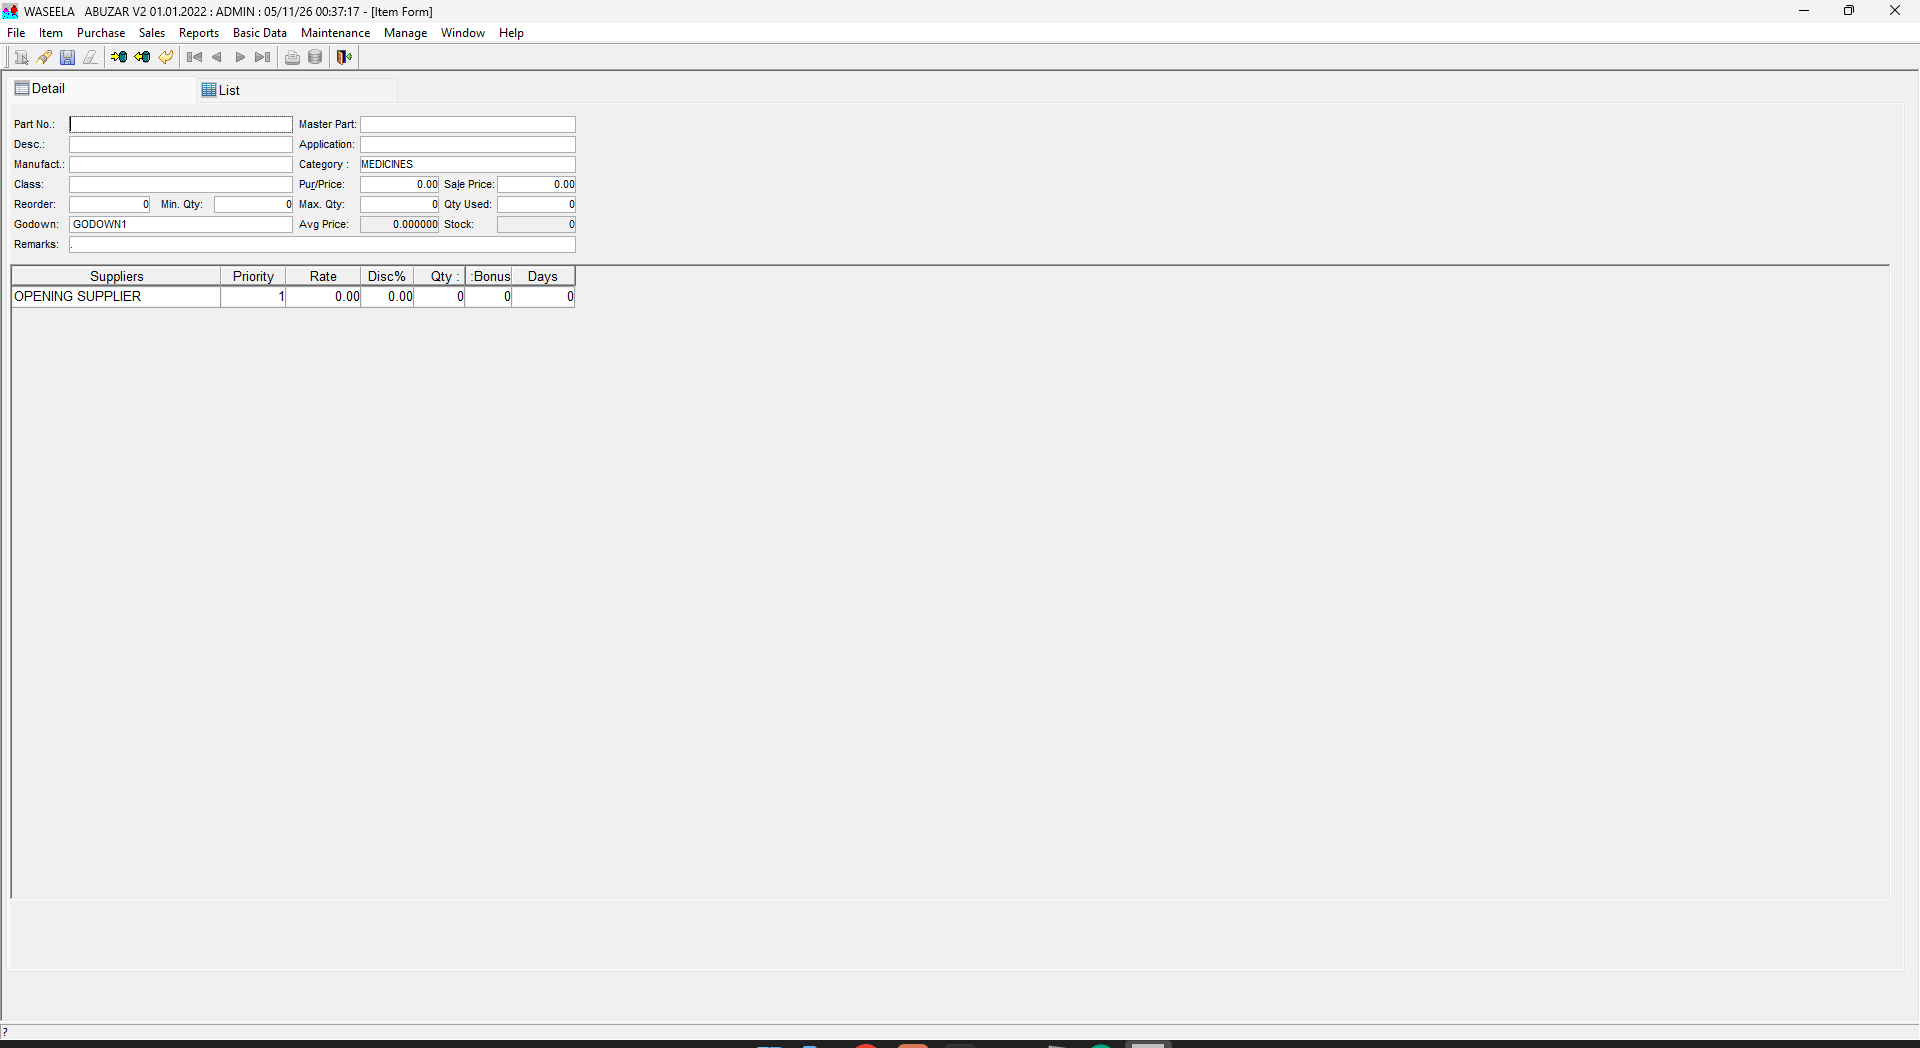 WASEELA ABUZAR V2 01.01.2022 : ADMIN : 05/11/26 00:37:17 - [Item Form]
File Item Purchase Sales Reports Basic Data Maintenance Manage Window Help
Detail List
Part No.: Master Part:
Desc.: Application:
Manufact.: Category : MEDICINES
Class: Pur/Price: 0.00 Sale Price: 0.00
Reorder: 0 Min. Qty: 0 Max. Qty: 0 Qty Used: 0
Godown: GODOWN1 Avg Price: 0.000000 Stock: 0
Remarks: .
Suppliers Priority Rate Disc% Qty : :Bonus Days
OPENING SUPPLIER 1 0.00 0.00 0 0 0
?